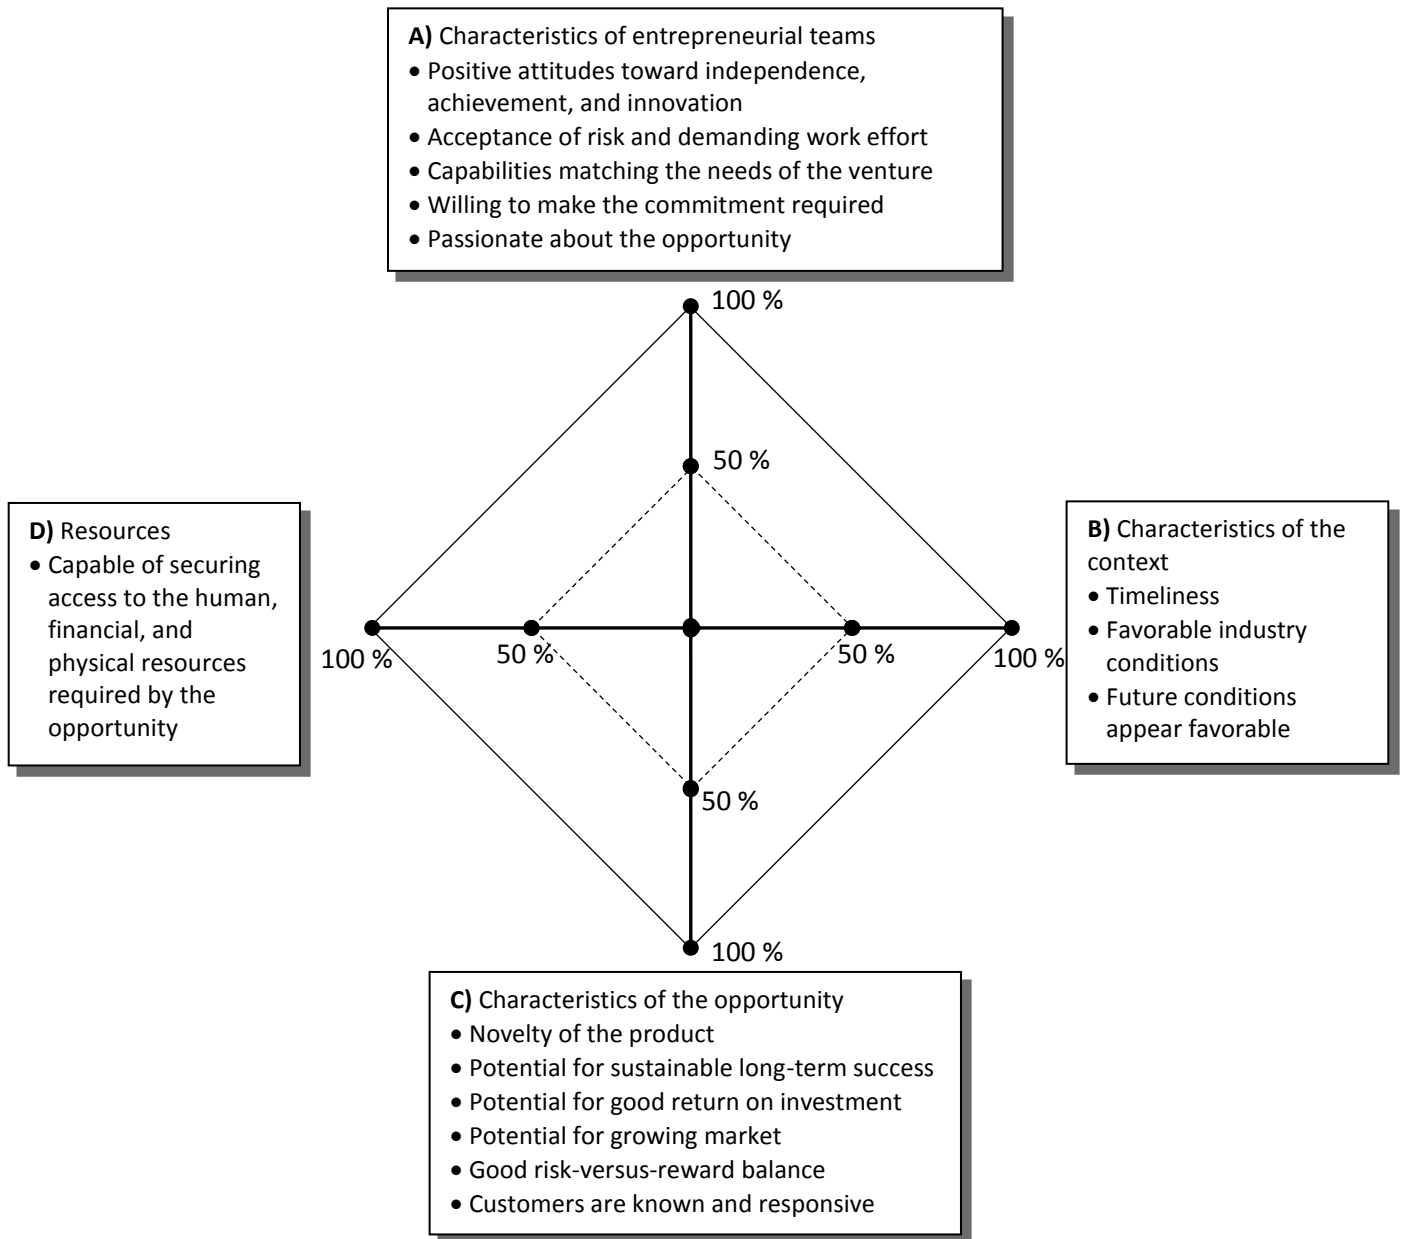 A) Characteristics of entrepreneurial teams
• Positive attitudes toward independence,
achievement, and innovation
• Acceptance of risk and demanding work effort
• Capabilities matching the needs of the venture
• Willing to make the commitment required
• Passionate about the opportunity
100 %
50 %
D) Resources
• Capable of securing
access to the human,
financial, and
physical resources
required by the
opportunity
100 %
50 %
50 %
100 %
B) Characteristics of the
context
• Timeliness
• Favorable industry
conditions
• Future conditions
appear favorable
50 %
100 %
C) Characteristics of the opportunity
• Novelty of the product
• Potential for sustainable long-term success
• Potential for good return on investment
• Potential for growing market
• Good risk-versus-reward balance
• Customers are known and responsive